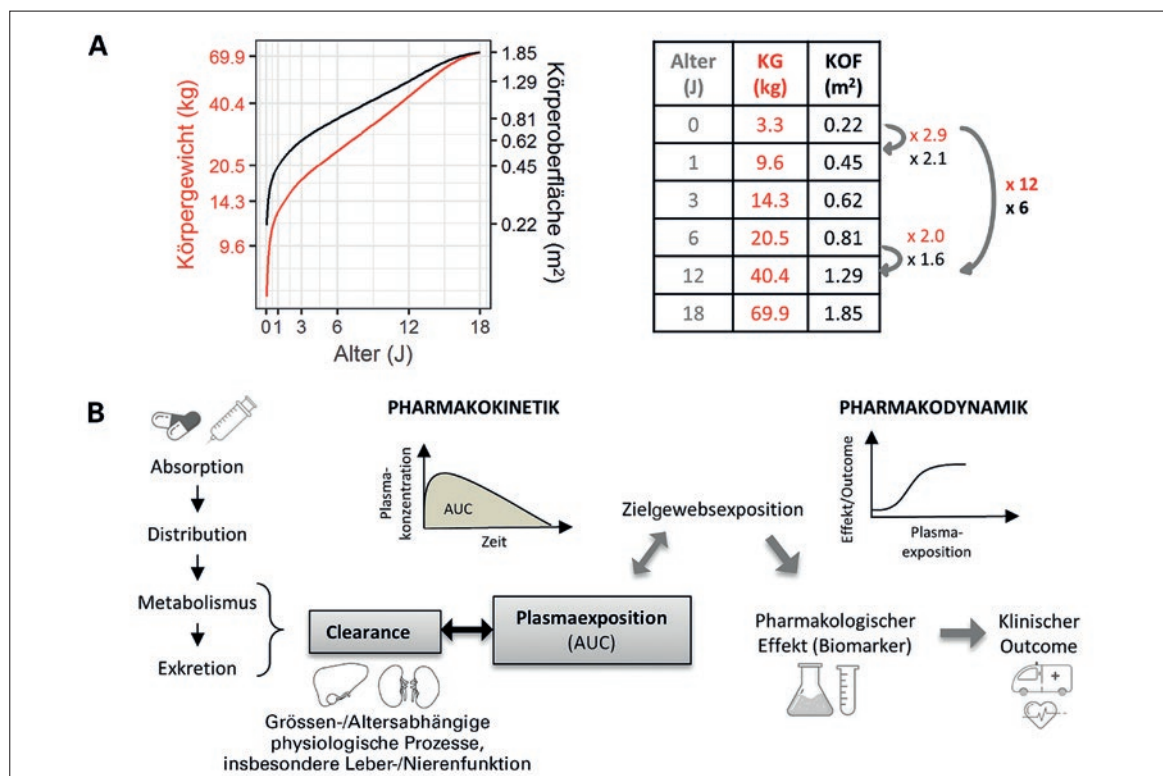 A
Körpergewicht (kg)
69.9
40.4
20.5
14.3
9.6
1.85
1.29
0.81
0.62
0.45
0.22
Körperoberfläche (m²)
0 1 3 6 12 18
Alter (J)
Alter (J) KG (kg) KOF (m²)
0 3.3 0.22
1 9.6 0.45
3 14.3 0.62
6 20.5 0.81
12 40.4 1.29
18 69.9 1.85
x 2.9
x 2.1
x 12
x 6
x 2.0
x 1.6
B
Absorption
Distribution
Metabolismus
Exkretion
PHARMAKOKINETIK
Plasma-
konzentration
AUC
Zeit
Clearance
Plasmaexposition
(AUC)
Grössen-/Altersabhängige
physiologische Prozesse,
insbesondere Leber-/Nierenfunktion
Zielgewebsexposition
PHARMAKODYNAMIK
Effekt/Outcome
Plasma-
exposition
Pharmakologischer
Effekt (Biomarker)
Klinischer
Outcome